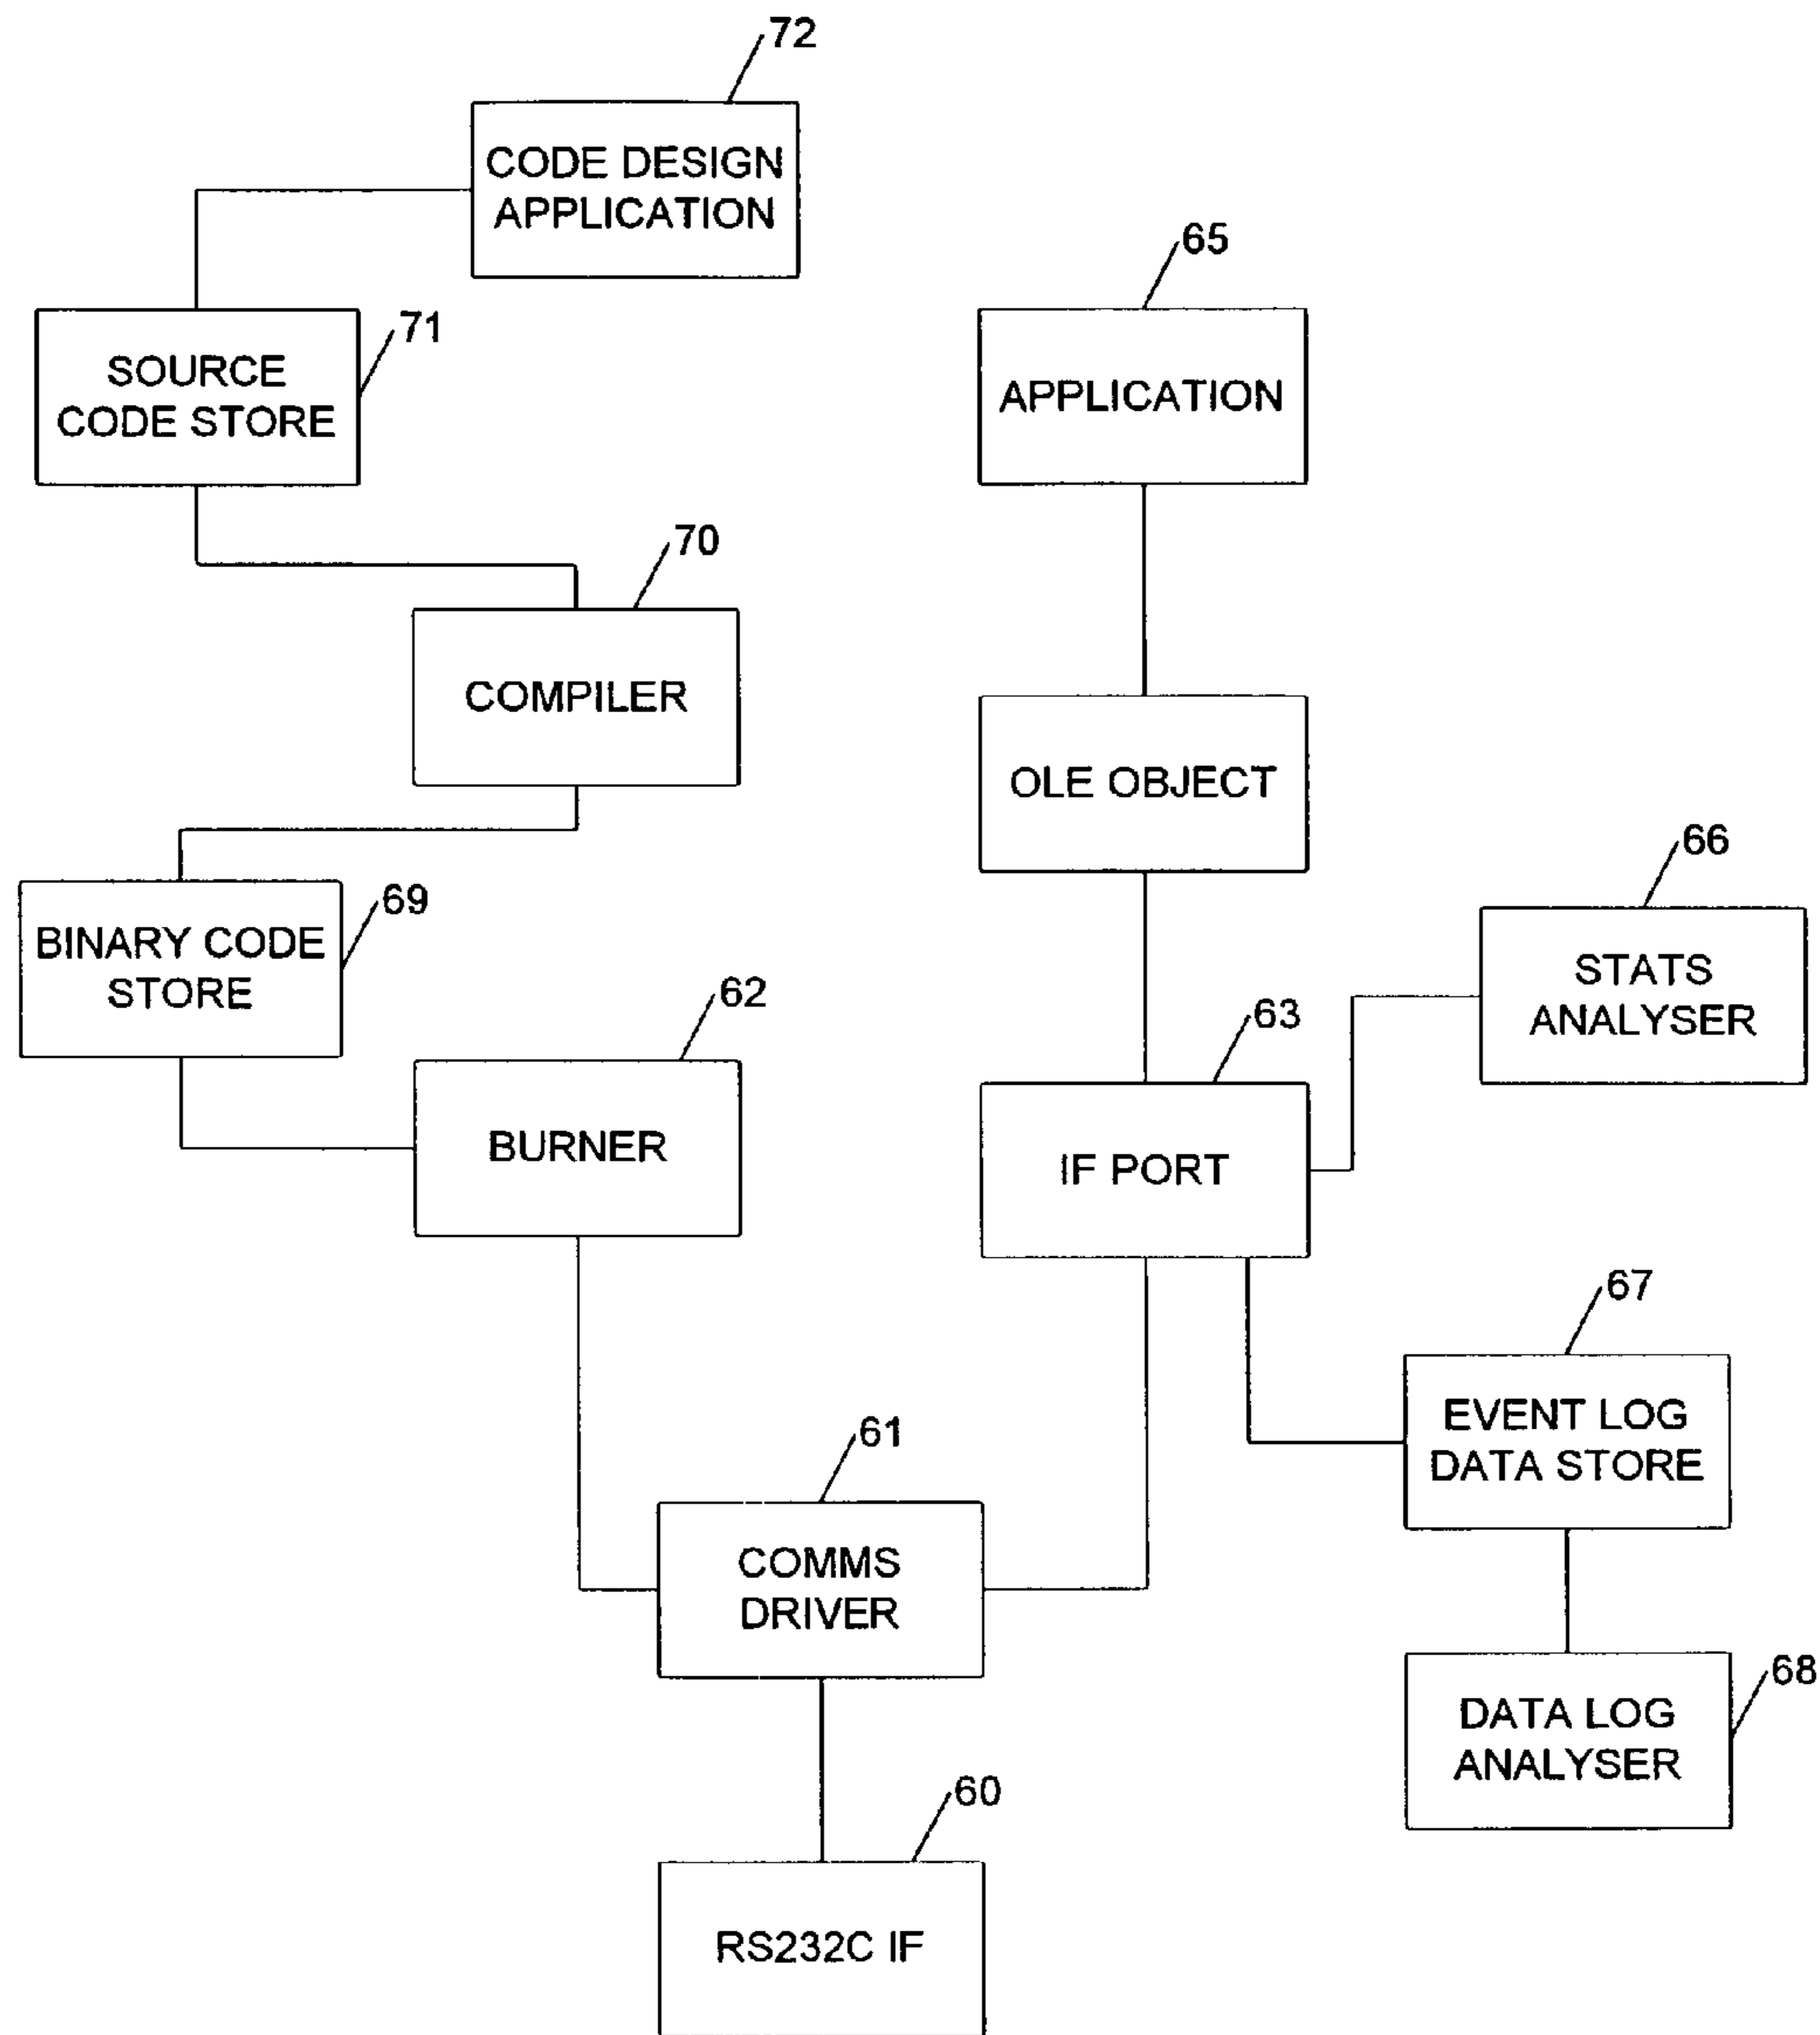 72
CODE DESIGN
APPLICATION
65
71
SOURCE
CODE STORE
APPLICATION
70
COMPILER
OLE OBJECT
66
69
BINARY CODE
STORE
STATS
ANALYSER
62
63
BURNER
IF PORT
67
EVENT LOG
DATA STORE
61
COMMS
DRIVER
68
DATA LOG
ANALYSER
60
RS232C IF